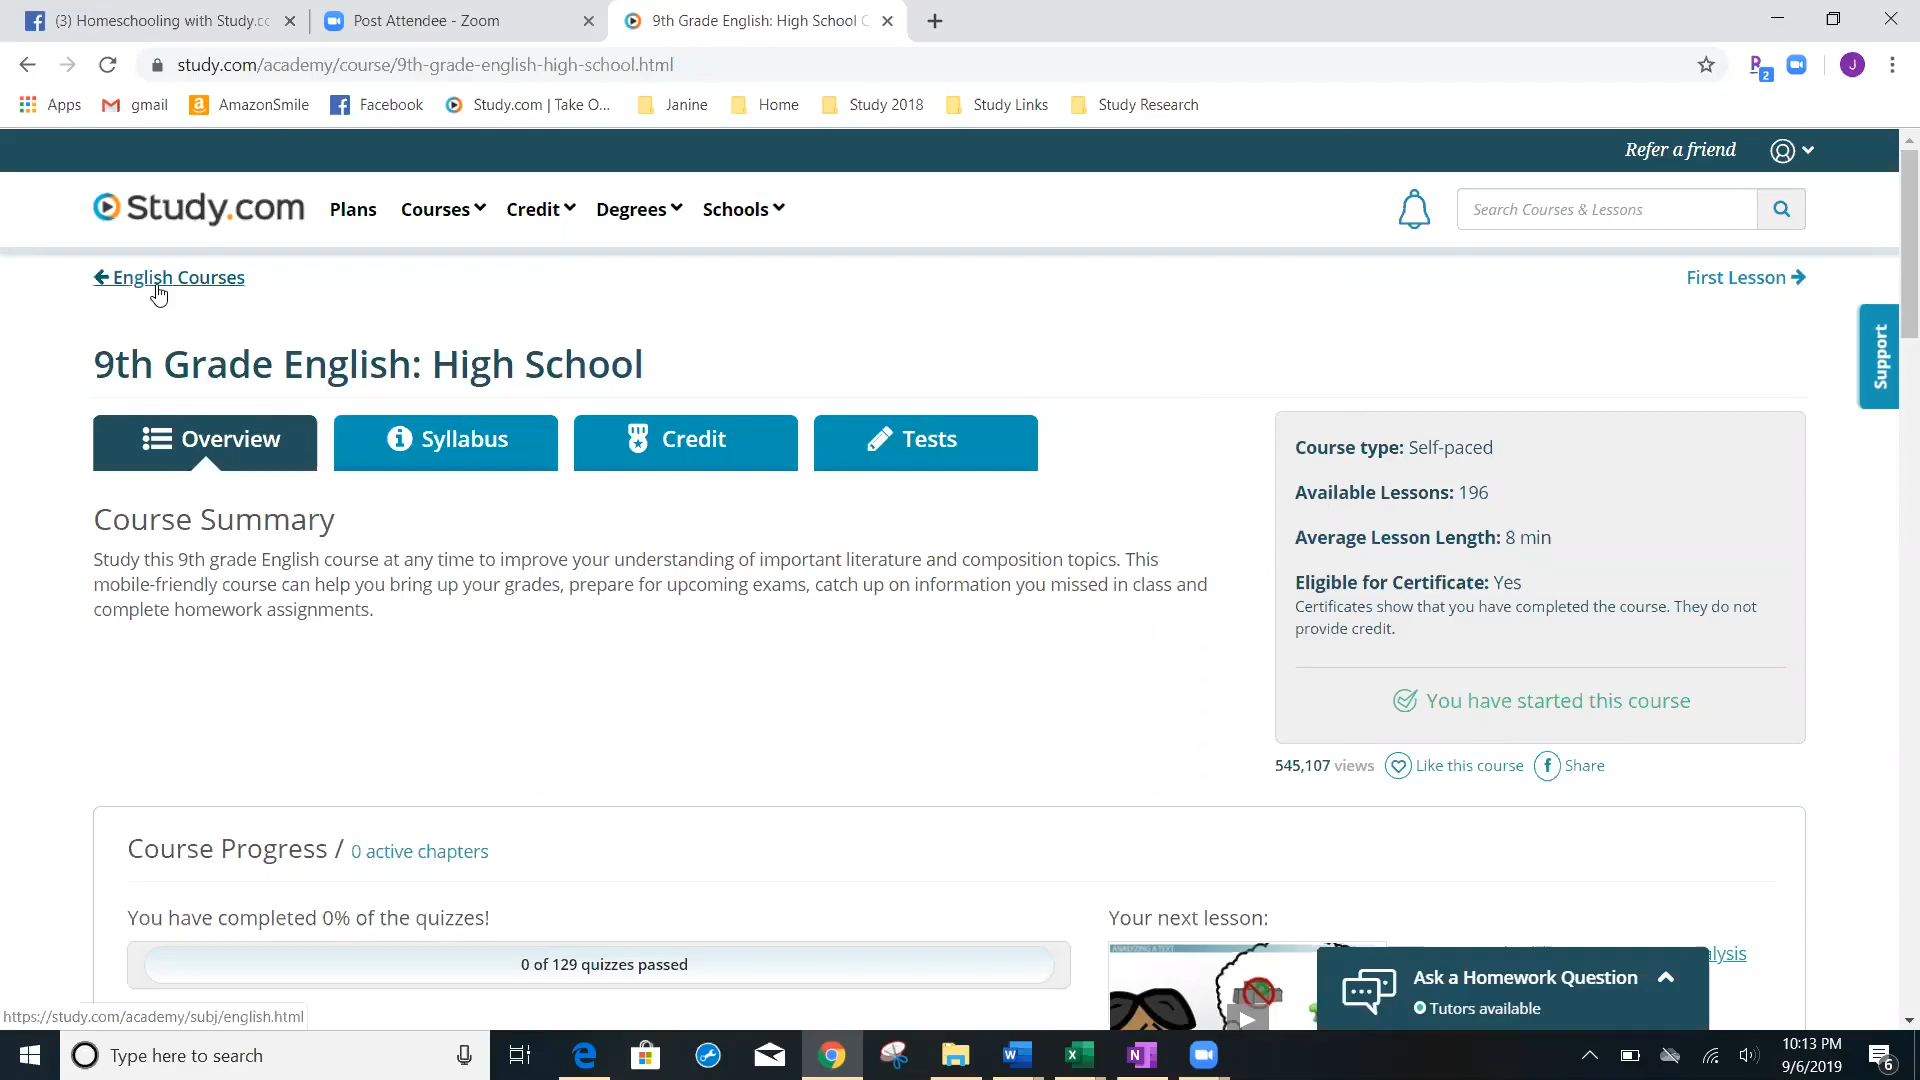 (3) Homeschooling with Study.co
Post Attendee - Zoom
9th Grade English: High School C
study.com/academy/course/9th-grade-english-high-school.html
J
2
Apps
gmail
AmazonSmile
Facebook
Study.com | Take O...
Janine
Home
Study 2018
Study Links
Study Research
Refer a friend
Study.com
Plans
Courses
Credit
Degrees
Schools
Search Courses & Lessons
English Courses
First Lesson
Support
9th Grade English: High School
Overview
Syllabus
Credit
Tests
Course type: Self-paced
Available Lessons: 196
Average Lesson Length: 8 min
Eligible for Certificate: Yes
Certificates show that you have completed the course. They do not
provide credit.
You have started this course
545,107 views
Like this course
Share
Course Summary
Study this 9th grade English course at any time to improve your understanding of important literature and composition topics. This
mobile-friendly course can help you bring up your grades, prepare for upcoming exams, catch up on information you missed in class and
complete homework assignments.
Course Progress / 0 active chapters
You have completed 0% of the quizzes!
0 of 129 quizzes passed
Your next lesson:
ANALYZING A TEXT
alysis
Ask a Homework Question
Tutors available
https://study.com/academy/subj/english.html
Type here to search
10:13 PM
9/6/2019
6